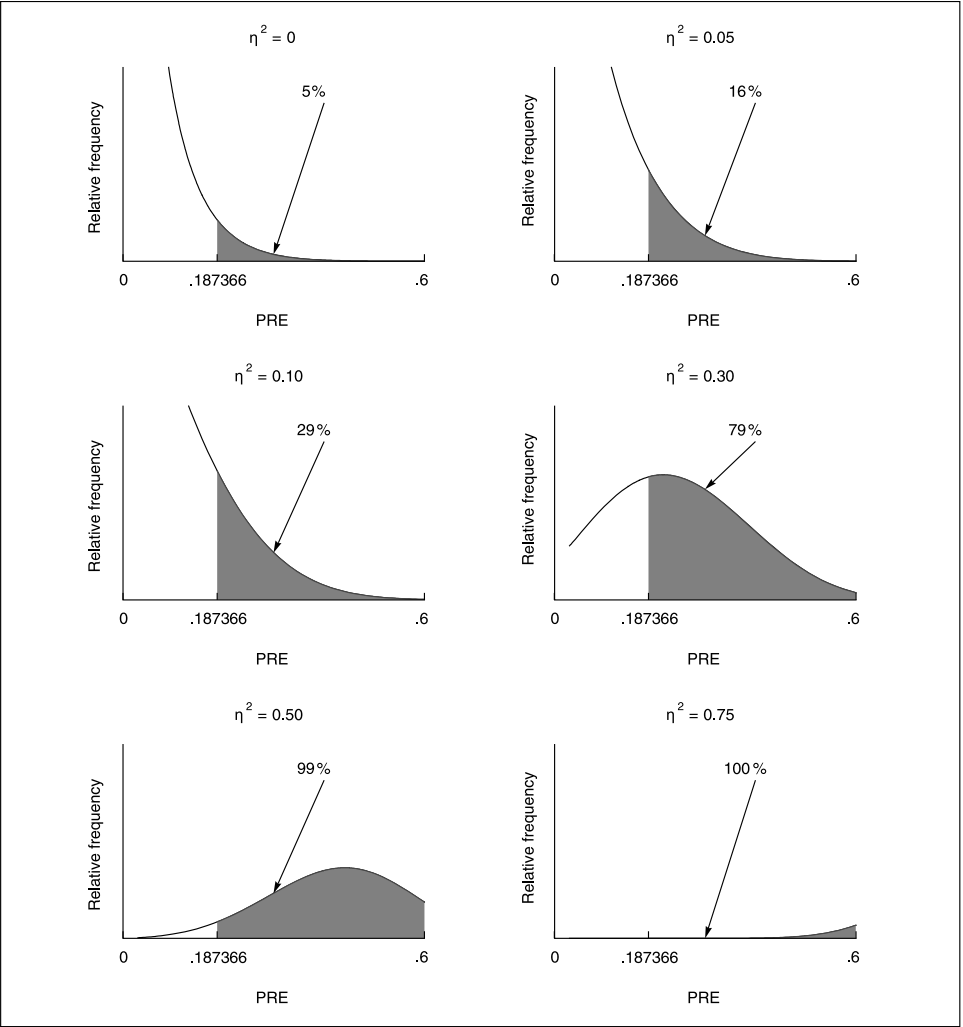 η² = 0
5%
Relative frequency
0 .187366 .6
PRE
η² = 0.05
16%
Relative frequency
0 .187366 .6
PRE
η² = 0.10
29%
Relative frequency
0 .187366 .6
PRE
η² = 0.30
79%
Relative frequency
0 .187366 .6
PRE
η² = 0.50
99%
Relative frequency
0 .187366 .6
PRE
η² = 0.75
100%
Relative frequency
0 .187366 .6
PRE